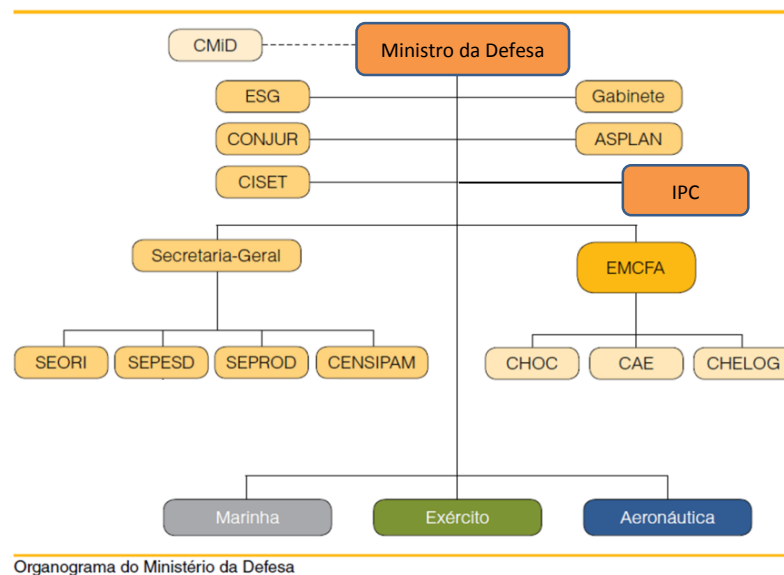 CMiD
Ministro da Defesa
ESG
Gabinete
CONJUR
ASPLAN
CISET
IPC
Secretaria-Geral
EMCFA
SEORI
SEPESD
SEPROD
CENSIPAM
CHOC
CAE
CHELOG
Marinha
Exército
Aeronáutica
Organograma do Ministério da Defesa